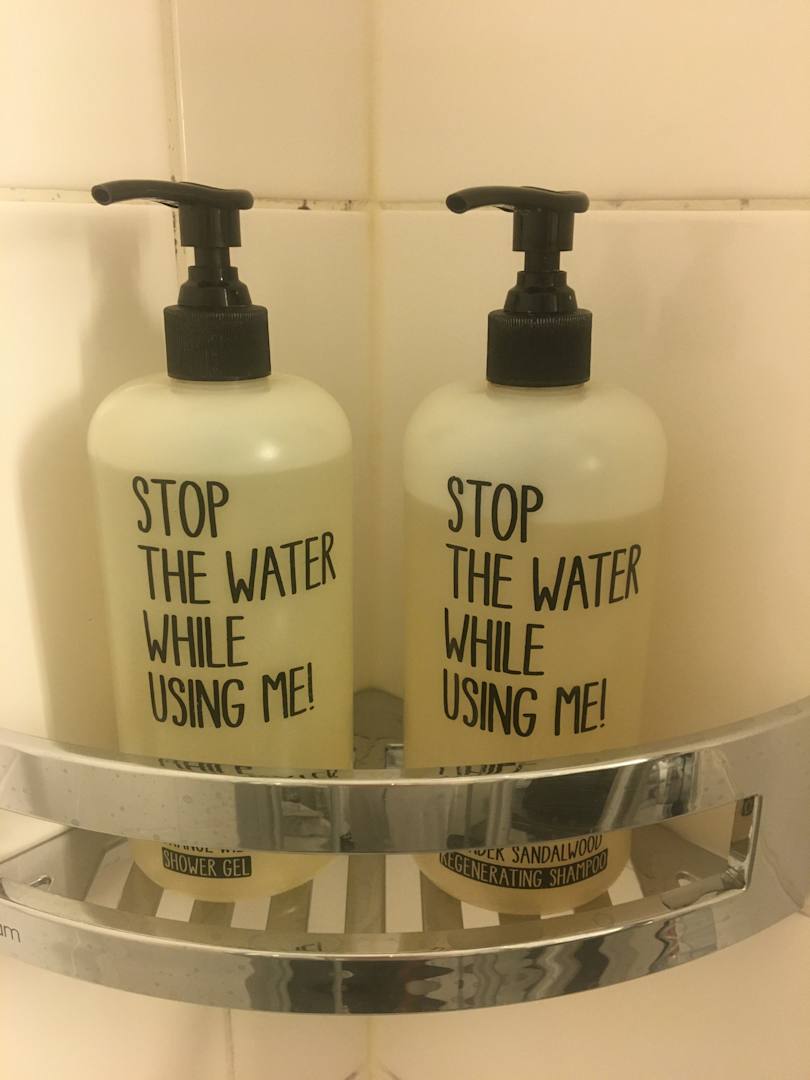 STOP
THE WATER
WHILE
USING ME!
SHOWER GEL
STOP
THE WATER
WHILE
USING ME!
SANDALWOOD
REGENERATING SHAMPOO